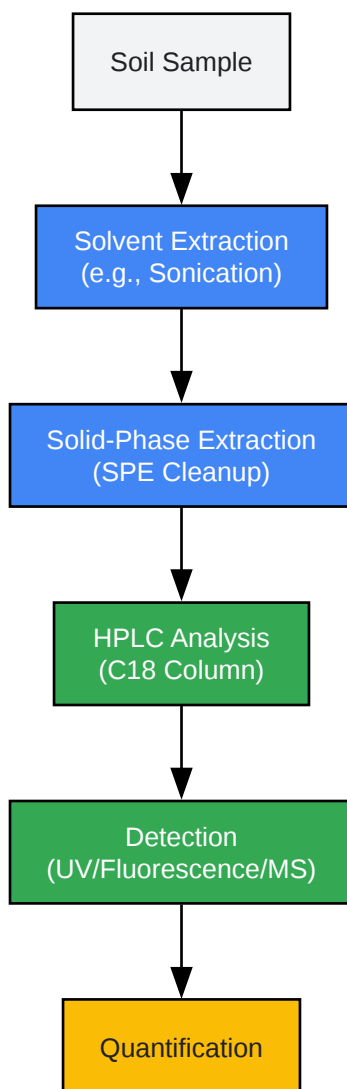 Soil Sample
Solvent Extraction
(e.g., Sonication)
Solid-Phase Extraction
(SPE Cleanup)
HPLC Analysis
(C18 Column)
Detection
(UV/Fluorescence/MS)
Quantification